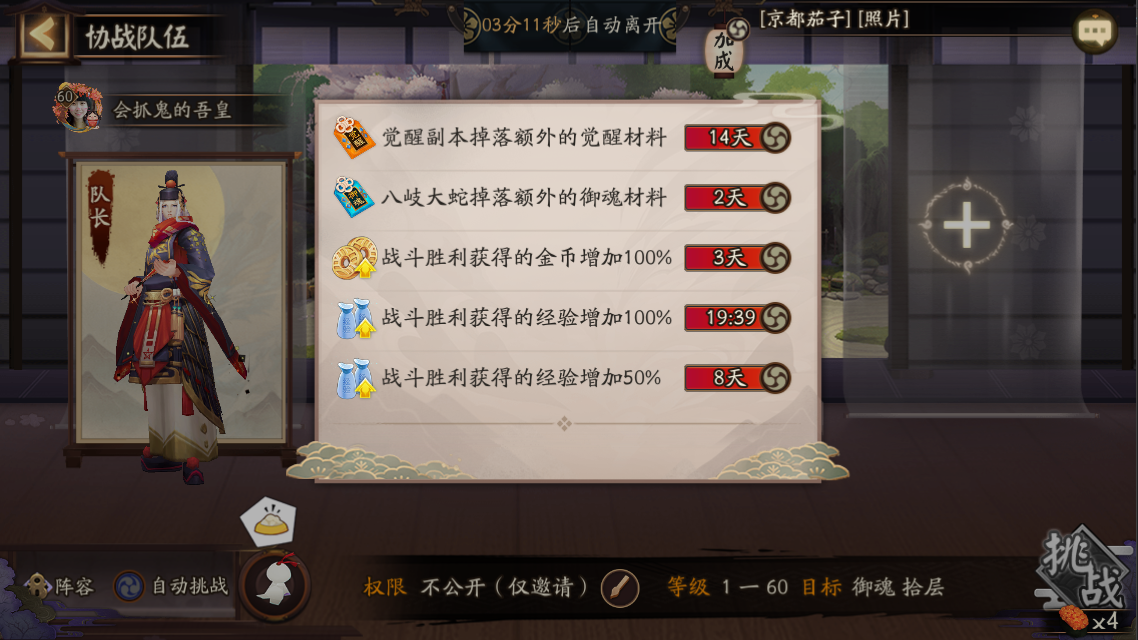 协战队伍
03分11秒后自动离开
加成
[京都茄子] [照片]
60
会抓鬼的吾皇
队长
觉醒
觉醒副本掉落额外的觉醒材料
14天
御魂
八岐大蛇掉落额外的御魂材料
2天
战斗胜利获得的金币增加100%
3天
战斗胜利获得的经验增加100%
19:39
战斗胜利获得的经验增加50%
8天
阵容
自动挑战
权限 不公开（仅邀请）
等级 1 一 60 目标 御魂 拾层
挑战
x4